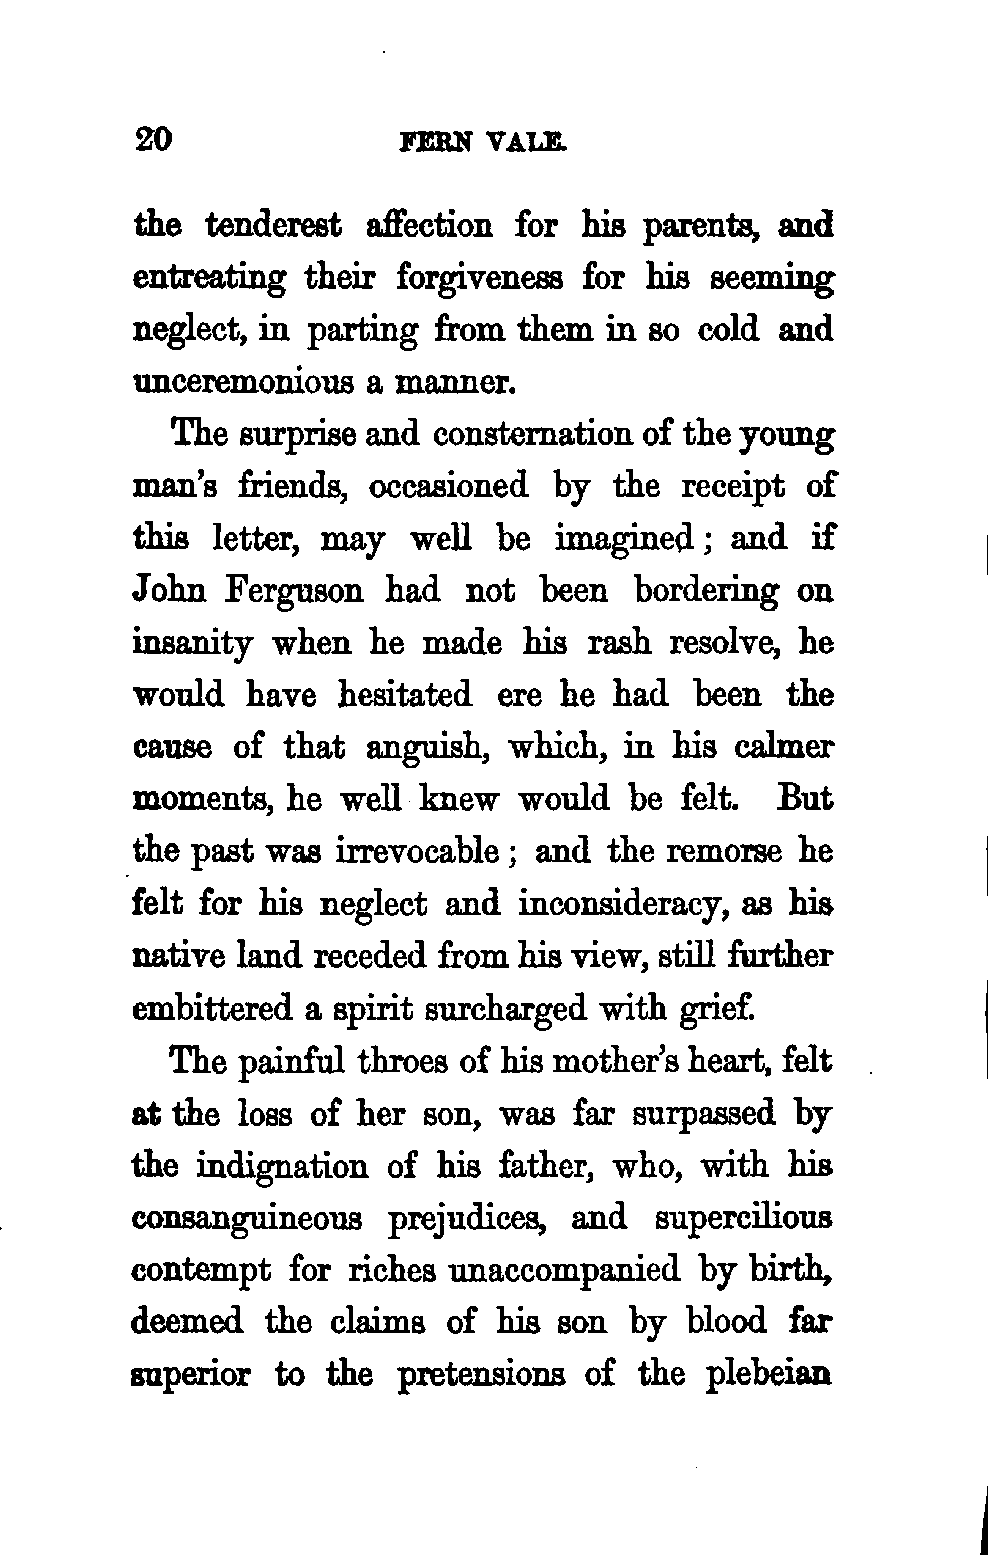 20 FERN VALE.
the tenderest affection for his parents, and
entreating their forgiveness for his seeming
neglect, in parting from them in so cold and
unceremonious a manner.
The surprise and consternation of the young
man's friends, occasioned by the receipt of
this letter, may well be imagined; and if
John Ferguson had not been bordering on
insanity when he made his rash resolve, he
would have hesitated ere he had been the
cause of that anguish, which, in his calmer
moments, he well knew would be felt. But
the past was irrevocable; and the remorse he
felt for his neglect and inconsideracy, as his
native land receded from his view, still further
embittered a spirit surcharged with grief.
The painful throes of his mother's heart, felt
at the loss of her son, was far surpassed by
the indignation of his father, who, with his
consanguineous prejudices, and supercilious
contempt for riches unaccompanied by birth,
deemed the claims of his son by blood far
superior to the pretensions of the plebeian